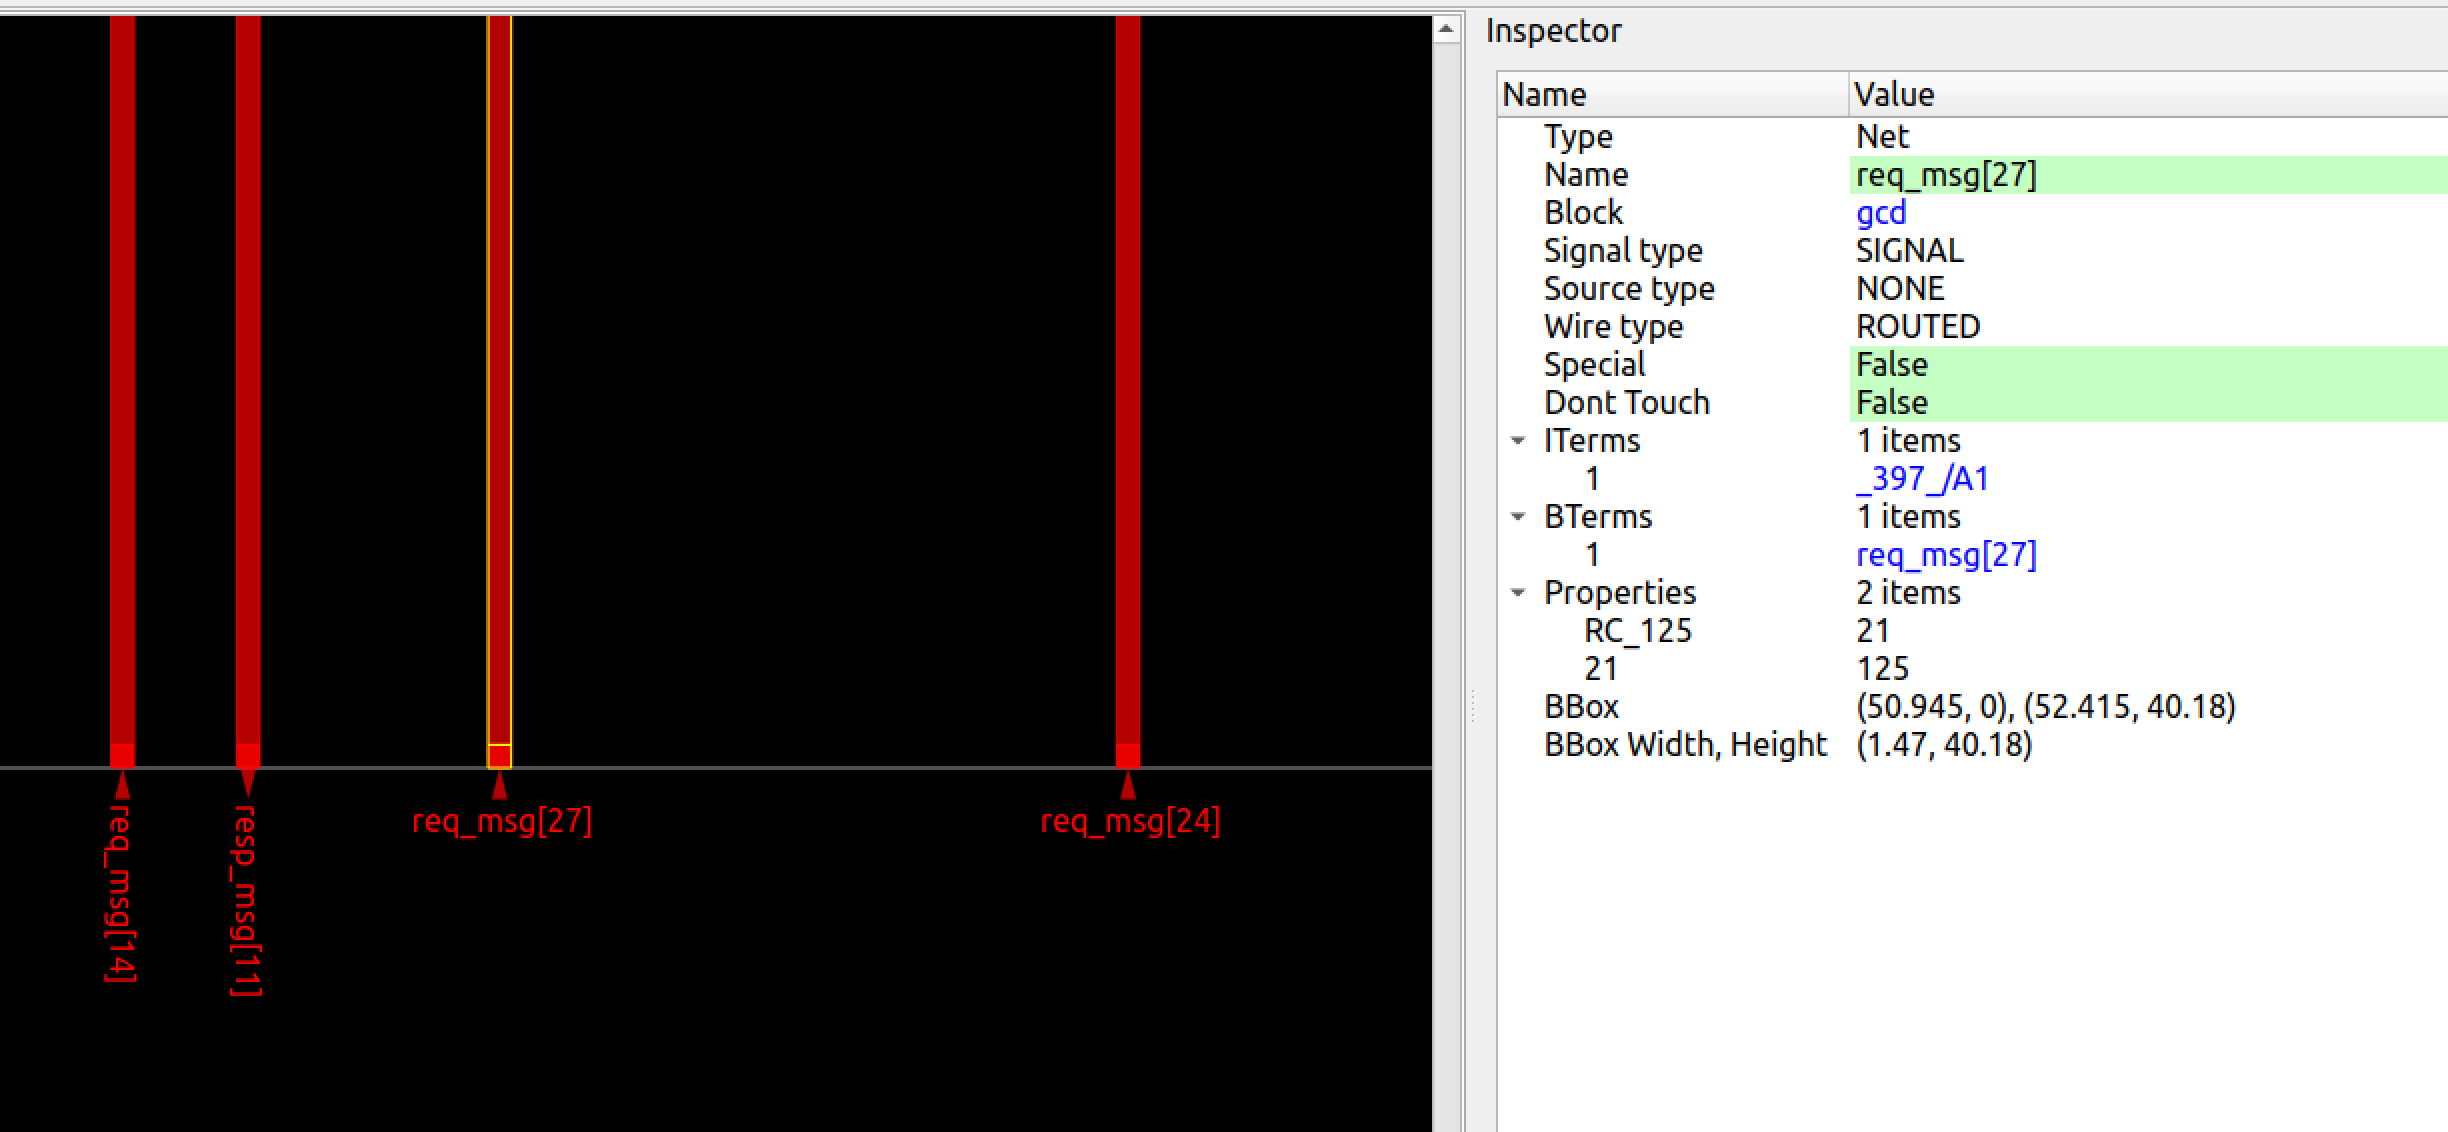 req_msg[14]
resp_msg[11]
req_msg[27]
req_msg[24]
Inspector
Name Value
Type Net
Name req_msg[27]
Block gcd
Signal type SIGNAL
Source type NONE
Wire type ROUTED
Special False
Dont Touch False
ITerms 1 items
1 _397_/A1
BTerms 1 items
1 req_msg[27]
Properties 2 items
RC_125 21
21 125
BBox (50.945, 0), (52.415, 40.18)
BBox Width, Height (1.47, 40.18)